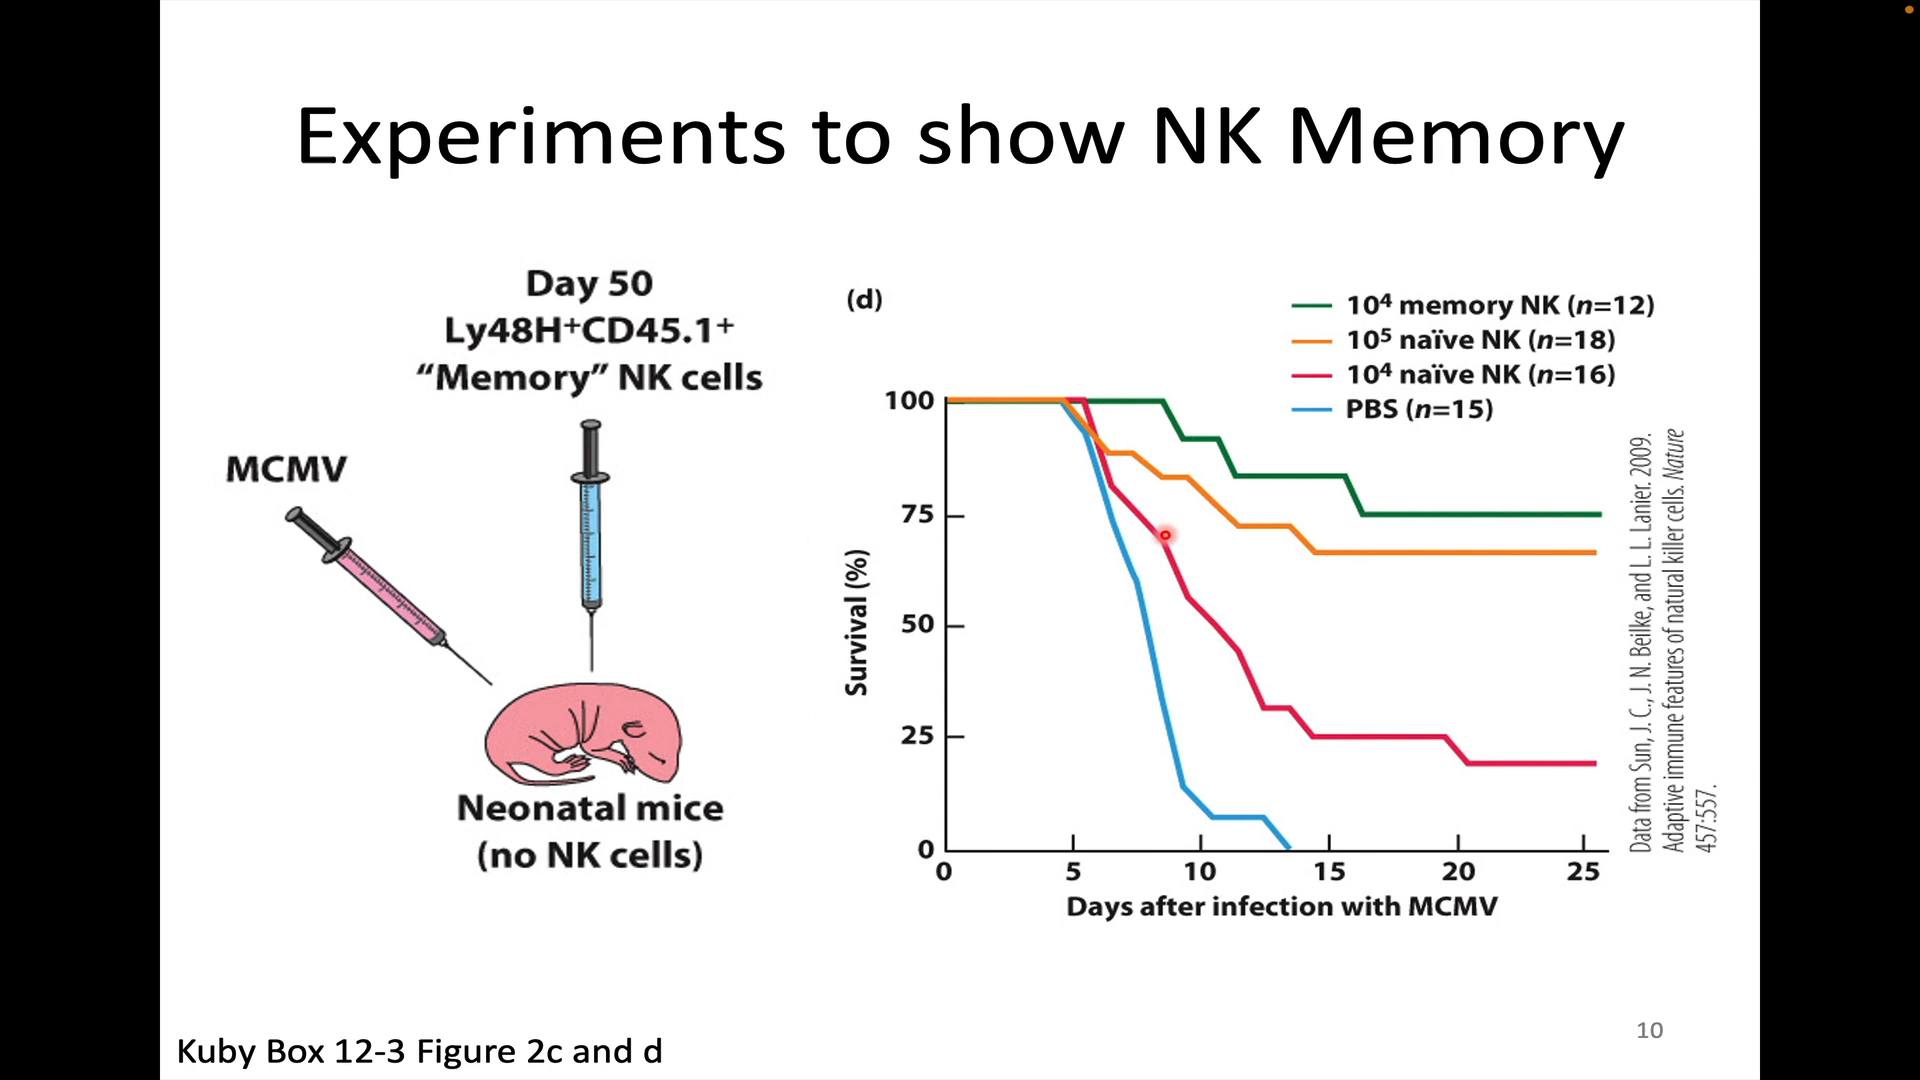 Experiments to show NK Memory
Day 50
Ly48H⁺CD45.1⁺
“Memory” NK cells
MCMV
Neonatal mice
(no NK cells)
(d)
10⁴ memory NK (n=12)
10⁵ naïve NK (n=18)
10⁴ naïve NK (n=16)
PBS (n=15)
Survival (%)
100
75
50
25
0
0 5 10 15 20 25
Days after infection with MCMV
Data from Sun, J. C., J. N. Beilke, and L. L. Lanier. 2009.
Adaptive immune features of natural killer cells. Nature
457:557.
Kuby Box 12-3 Figure 2c and d
10